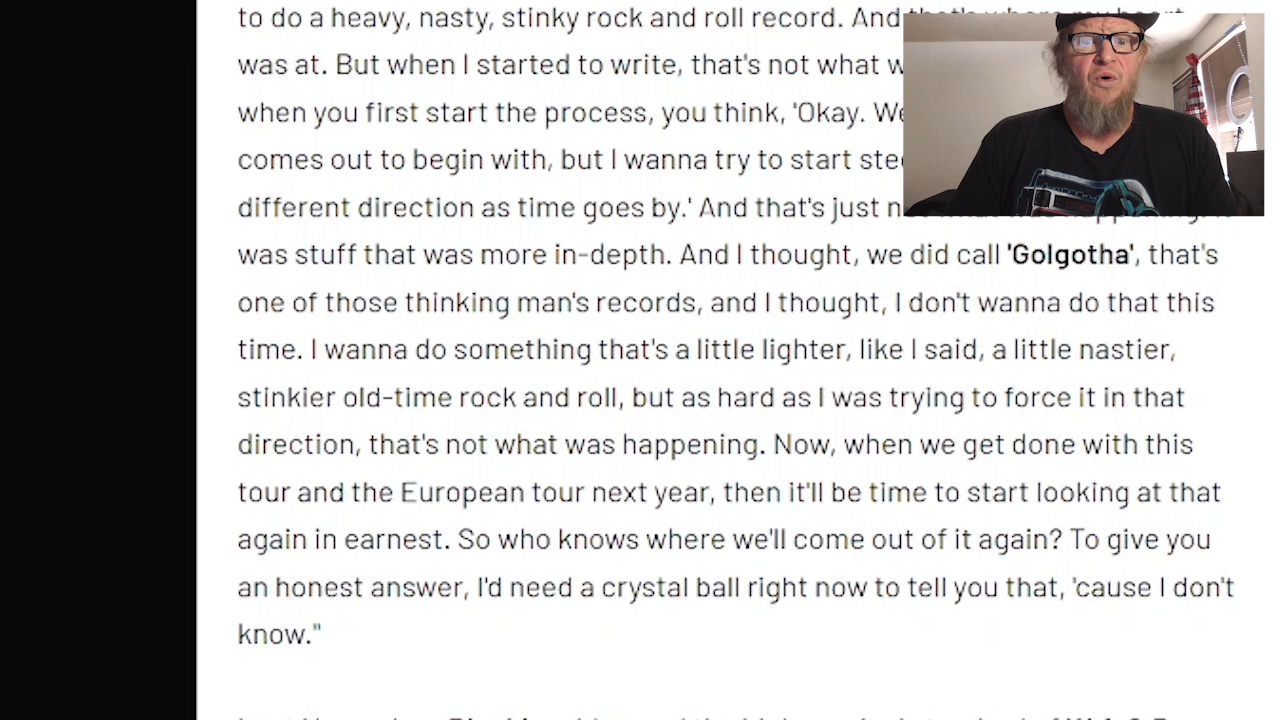 to do a heavy, nasty, stinky rock and roll record. And that's where my heart
was at. But when I started to write, that's not what
when you first start the process, you think, 'Okay.
comes out to begin with, but I wanna try to start
different direction as time goes by.' And that's just
was stuff that was more in-depth. And I thought, we did call 'Golgotha', that's
one of those thinking man's records, and I thought, I don't wanna do that this
time. I wanna do something that's a little lighter, like I said, a little nastier,
stinkier old-time rock and roll, but as hard as I was trying to force it in that
direction, that's not what was happening. Now, when we get done with this
tour and the European tour next year, then it'll be time to start looking at that
again in earnest. So who knows where we'll come out of it again? To give you
an honest answer, I'd need a crystal ball right now to tell you that, 'cause I don't
know."